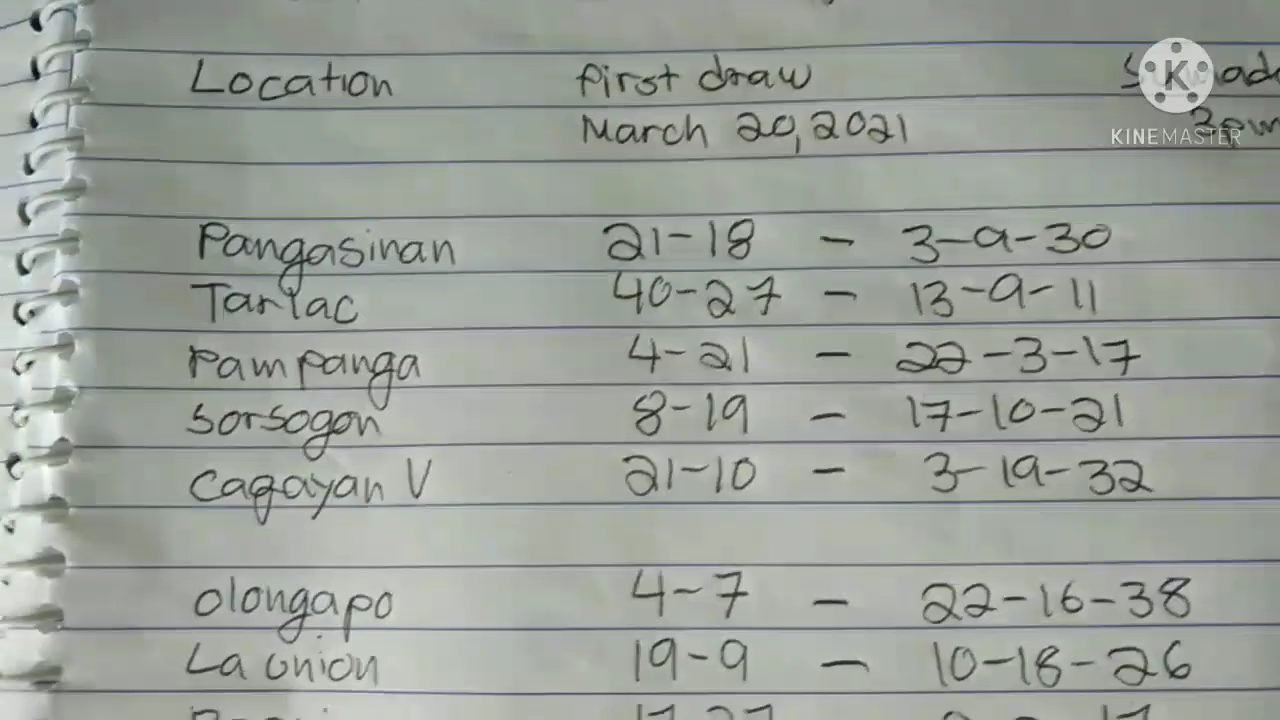 Location first draw
March 20, 2021 3pm
KINEMASTER
Pangasinan 21-18 - 3-9-30
Tarlac 40-27 - 13-9-11
Pampanga 4-21 - 22-3-17
Sorsogon 8-19 - 17-10-21
Cagayan V 21-10 - 3-19-32
Olongapo 4-7 - 22-16-38
La Union 19-9 - 10-18-26